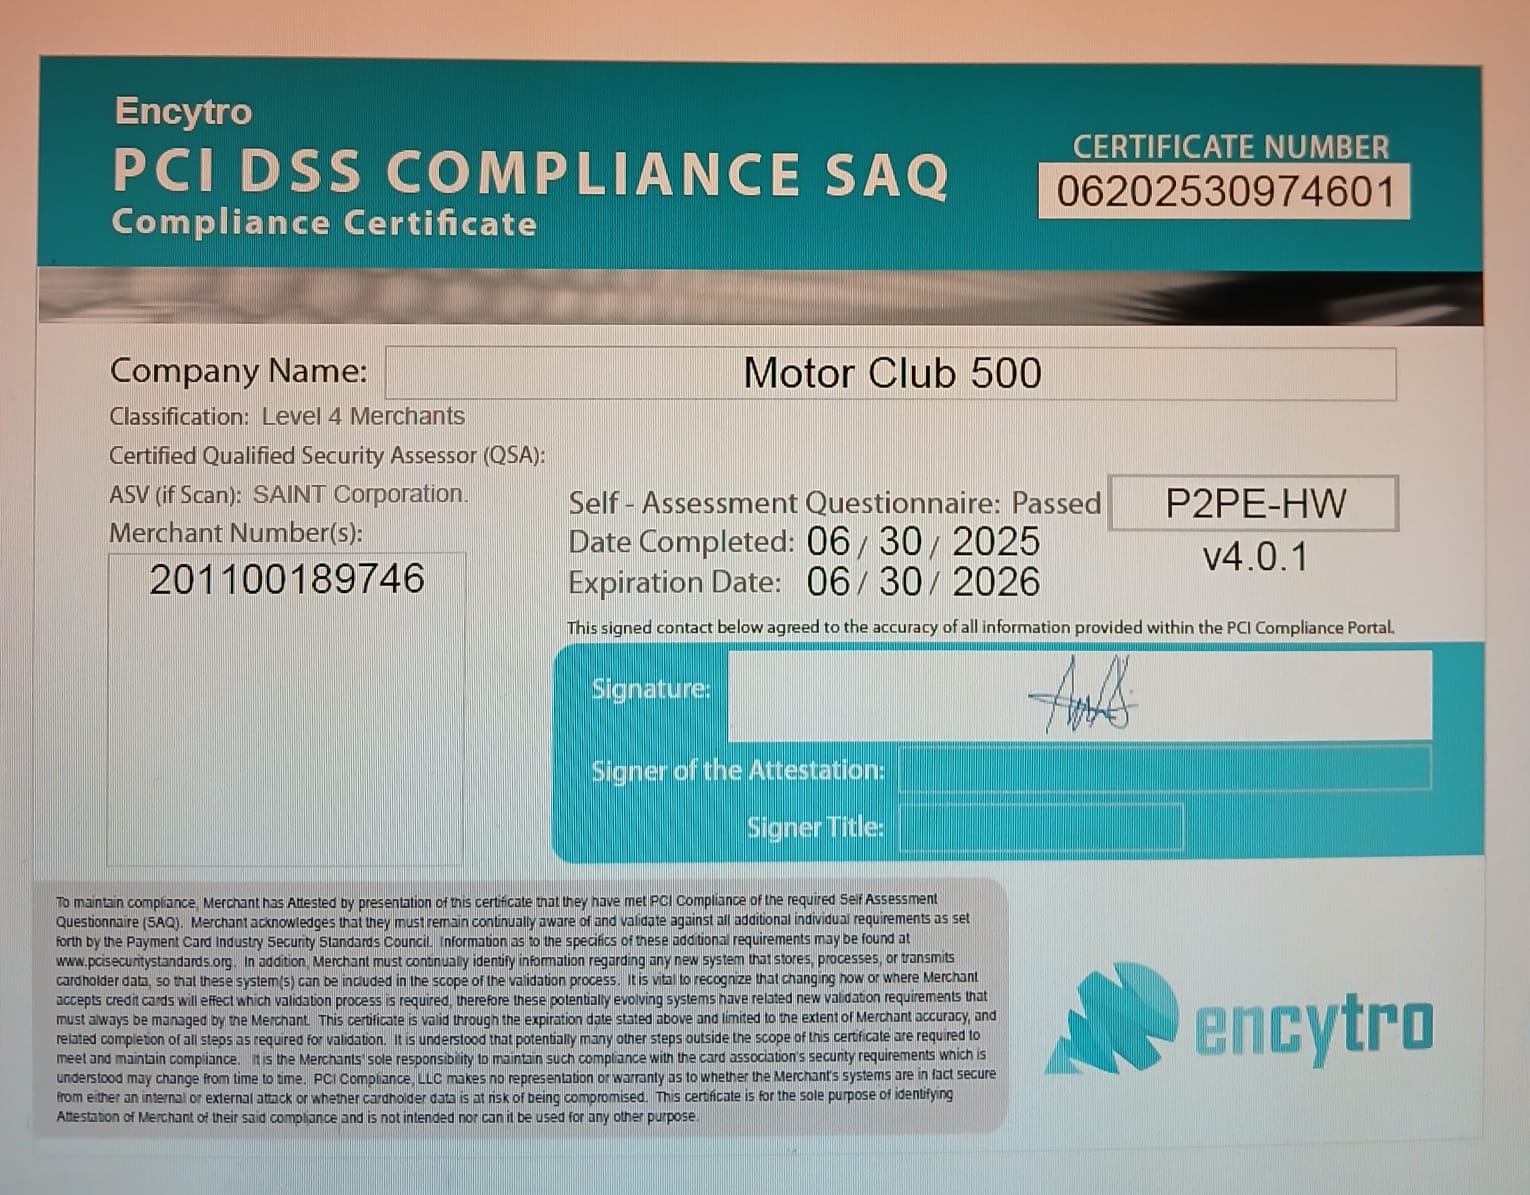 Encytro
PCI DSS COMPLIANCE SAQ
Compliance Certificate
CERTIFICATE NUMBER
06202530974601
Company Name: Motor Club 500
Classification: Level 4 Merchants
Certified Qualified Security Assessor (QSA):
ASV (if Scan): SAINT Corporation.
Merchant Number(s):
201100189746
Self - Assessment Questionnaire: Passed P2PE-HW
Date Completed: 06 / 30 / 2025
v4.0.1
Expiration Date: 06 / 30 / 2026
This signed contact below agreed to the accuracy of all information provided within the PCI Compliance Portal.
Signature:
Signer of the Attestation:
Signer Title:
To maintain compliance, Merchant has Attested by presentation of this certificate that they have met PCI Compliance of the required Self Assessment
Questionnaire (SAQ). Merchant acknowledges that they must remain continually aware of and validate against all additional individual requirements as set
forth by the Payment Card Industry Security Standards Council. Information as to the specifics of these additional requirements may be found at
www.pcisecuritystandards.org. In addition, Merchant must continually identify information regarding any new system that stores, processes, or transmits
cardholder data, so that these system(s) can be included in the scope of the validation process. It is vital to recognize that changing how or where Merchant
accepts credit cards will effect which validation process is required, therefore these potentially evolving systems have related new validation requirements that
must always be managed by the Merchant. This certificate is valid through the expiration date stated above and limited to the extent of Merchant accuracy, and
related completion of all steps as required for validation. It is understood that potentially many other steps outside the scope of this certificate are required to
meet and maintain compliance. It is the Merchants' sole responsibility to maintain such compliance with the card association's security requirements which is
understood may change from time to time. PCI Compliance, LLC makes no representation or warranty as to whether the Merchant's systems are in fact secure
from either an internal or external attack or whether cardholder data is at risk of being compromised. This certificate is for the sole purpose of identifying
Attestation of Merchant of their said compliance and is not intended nor can it be used for any other purpose.
encytro